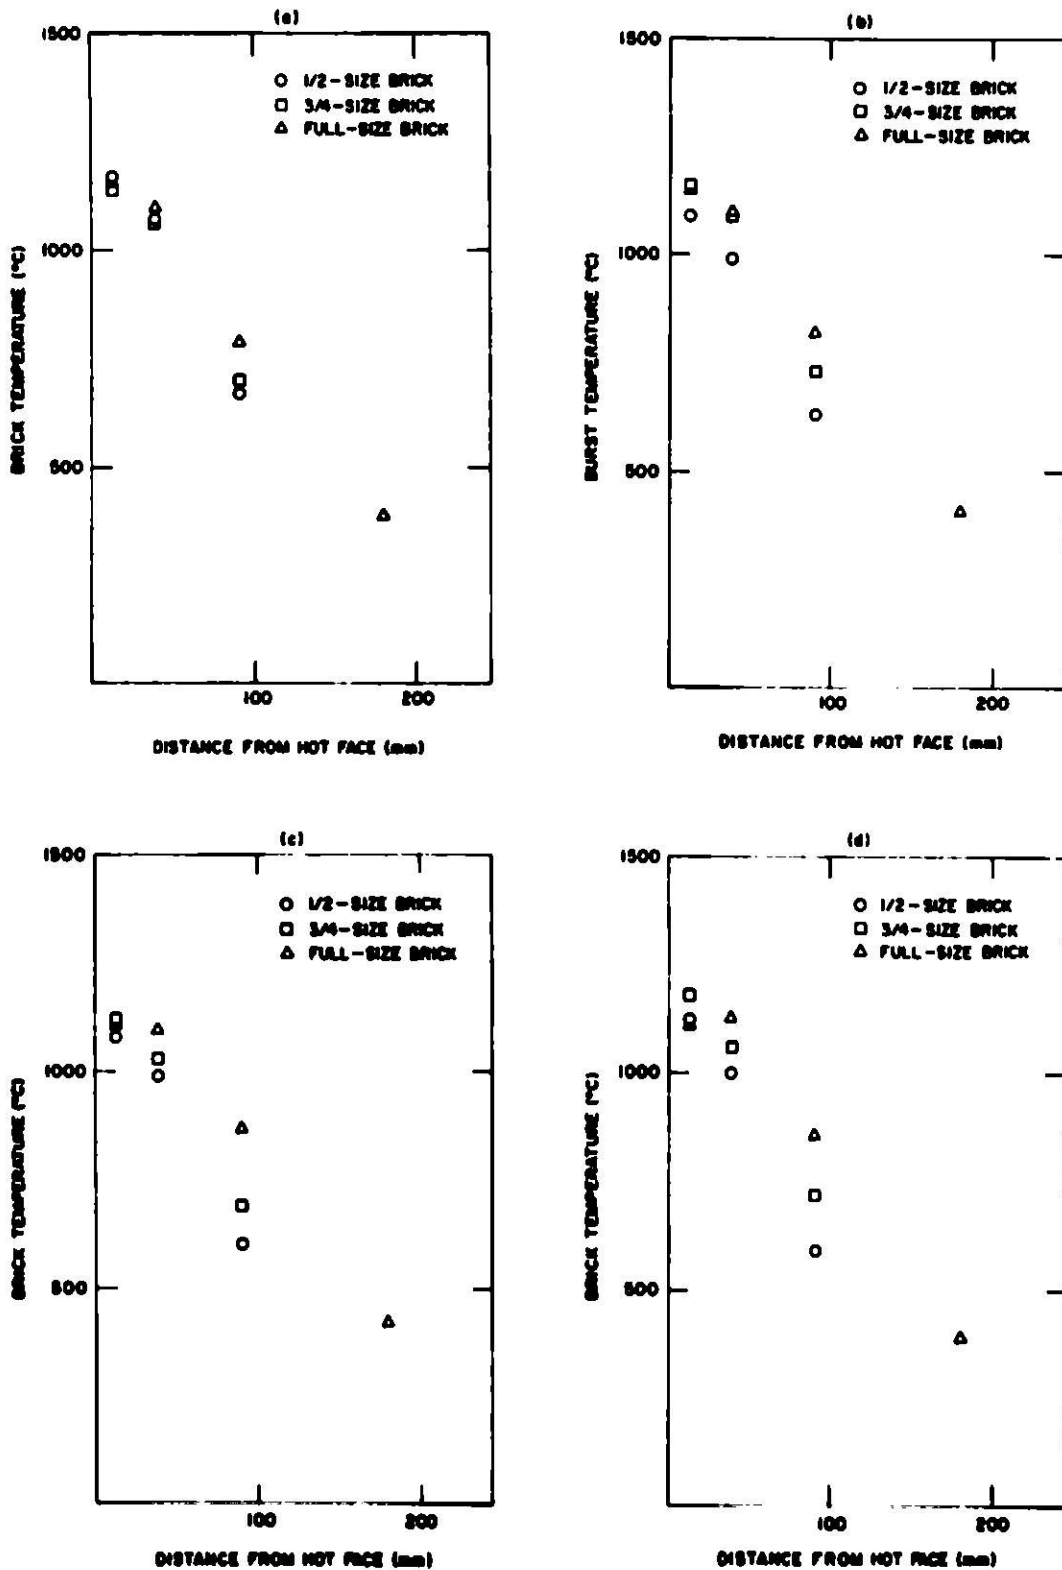 (a)
1500
○ 1/2-SIZE BRICK
□ 3/4-SIZE BRICK
△ FULL-SIZE BRICK
1000
500
BRICK TEMPERATURE (°C)
100
200
DISTANCE FROM HOT FACE (mm)
(b)
1500
○ 1/2-SIZE BRICK
□ 3/4-SIZE BRICK
△ FULL-SIZE BRICK
1000
500
BURST TEMPERATURE (°C)
100
200
DISTANCE FROM HOT FACE (mm)
(c)
1500
○ 1/2-SIZE BRICK
□ 3/4-SIZE BRICK
△ FULL-SIZE BRICK
1000
500
BRICK TEMPERATURE (°C)
100
200
DISTANCE FROM HOT FACE (mm)
(d)
1500
○ 1/2-SIZE BRICK
□ 3/4-SIZE BRICK
△ FULL-SIZE BRICK
1000
500
BRICK TEMPERATURE (°C)
100
200
DISTANCE FROM HOT FACE (mm)